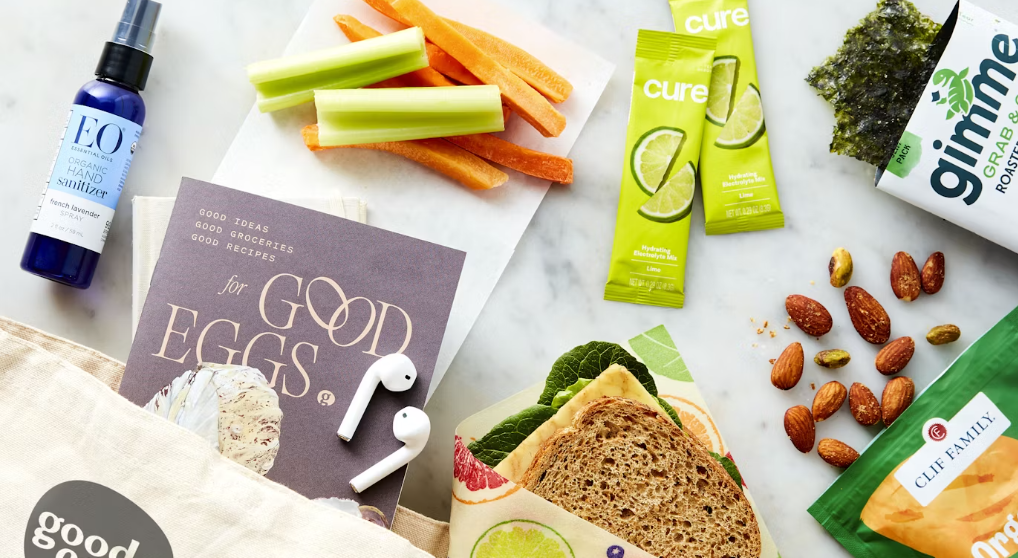 EO
ESSENTIAL OILS
ORGANIC
HAND
sanitizer
french lavender
SPRAY
GOOD IDEAS
GOOD GROCERIES
GOOD RECIPES
for GOOD
EGGS.
g
cure
Hydrating
Electrolyte Mix
Lime
cure
Hydrating
Electrolyte Mix
Lime
gimme
GRAB &
ROASTE
PACK
CLIF FAMILY
Org
good